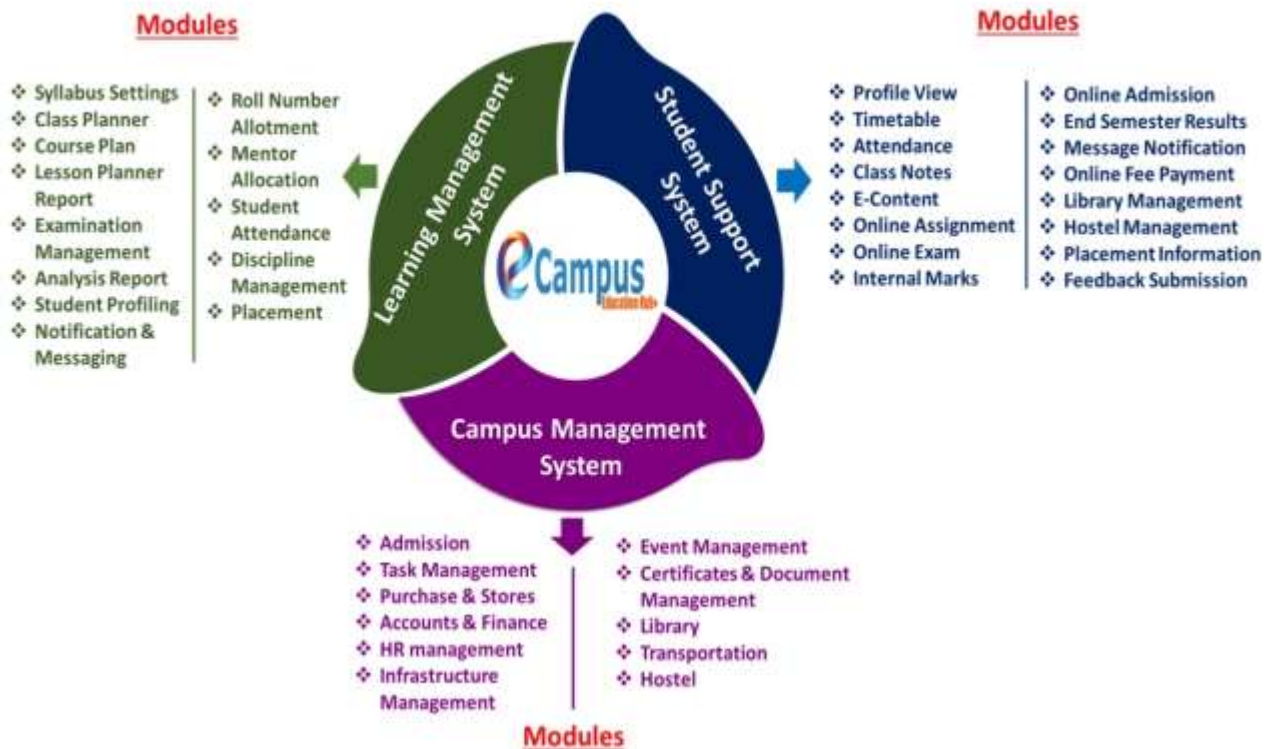 Modules
❖ Syllabus Settings
❖ Class Planner
❖ Course Plan
❖ Lesson Planner
Report
❖ Examination
Management
❖ Analysis Report
❖ Student Profiling
❖ Notification &
Messaging
❖ Roll Number
Allotment
❖ Mentor
Allocation
❖ Student
Attendance
❖ Discipline
Management
❖ Placement
Learning Management
System
Student Support
System
eCampus
Education Hub
Campus Management
System
Modules
❖ Profile View
❖ Timetable
❖ Attendance
❖ Class Notes
❖ E-Content
❖ Online Assignment
❖ Online Exam
❖ Internal Marks
❖ Online Admission
❖ End Semester Results
❖ Message Notification
❖ Online Fee Payment
❖ Library Management
❖ Hostel Management
❖ Placement Information
❖ Feedback Submission
❖ Admission
❖ Task Management
❖ Purchase & Stores
❖ Accounts & Finance
❖ HR management
❖ Infrastructure
Management
❖ Event Management
❖ Certificates & Document
Management
❖ Library
❖ Transportation
❖ Hostel
Modules